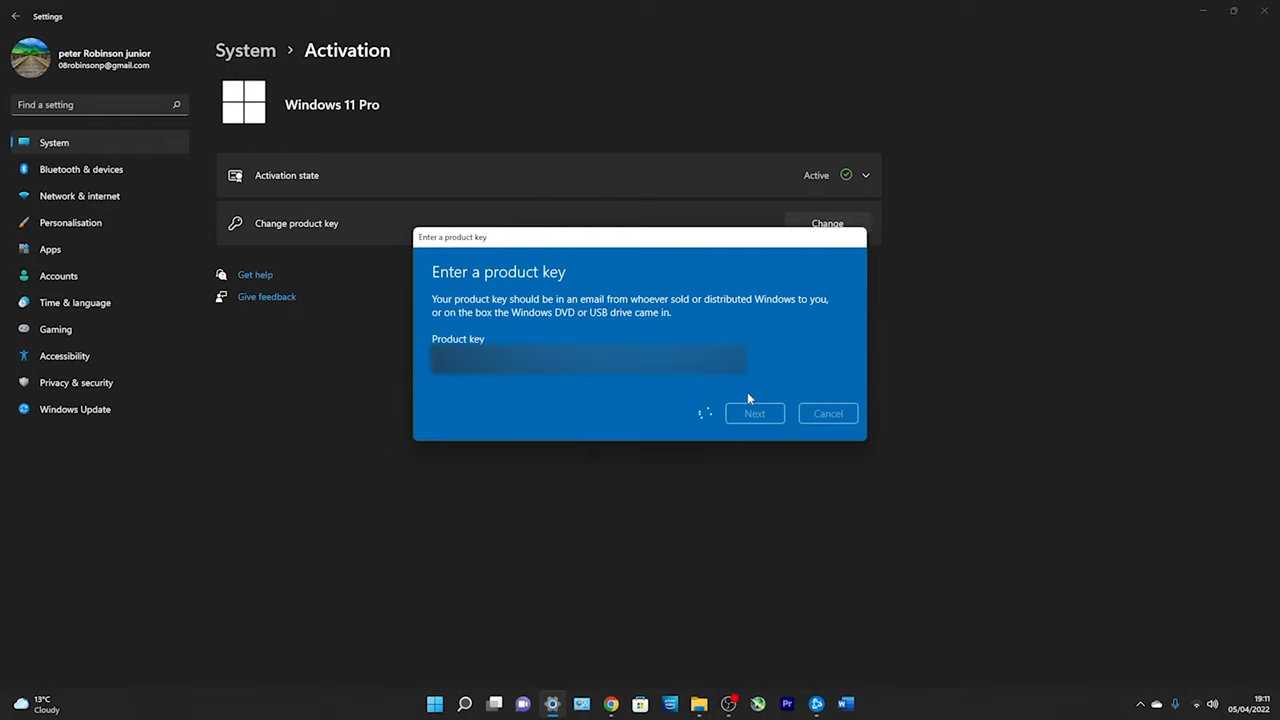 Settings
peter Robinson junior
08robinsonp@gmail.com
Find a setting
System
Bluetooth & devices
Network & internet
Personalisation
Apps
Accounts
Time & language
Gaming
Accessibility
Privacy & security
Windows Update
System > Activation
Windows 11 Pro
Activation state
Active
Change product key
Change
Get help
Give feedback
Enter a product key
Enter a product key
Your product key should be in an email from whoever sold or distributed Windows to you,
or on the box the Windows DVD or USB drive came in.
Product key
Next
Cancel
13°C
Cloudy
Pr
W
19:11
05/04/2022